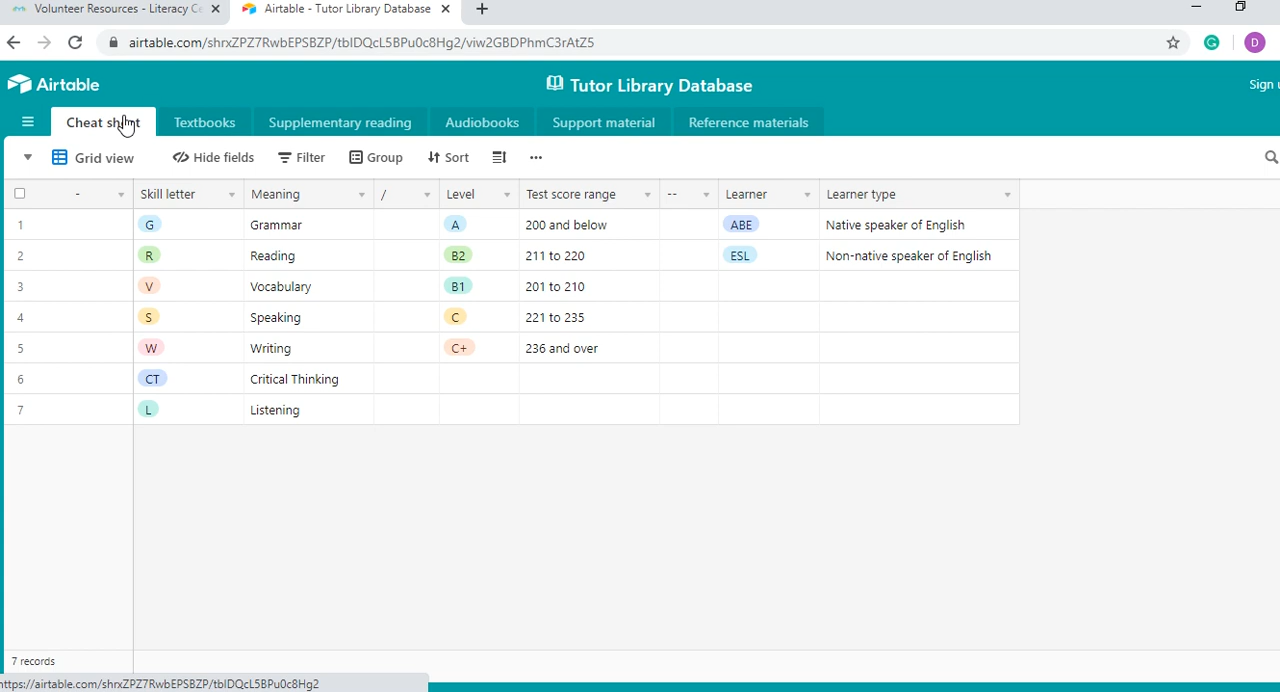 Volunteer Resources - Literacy Ce
Airtable - Tutor Library Database
airtable.com/shrxZPZ7RwbEPSBZP/tblDQcL5BPu0c8Hg2/viw2GBDPhmC3rAtZ5
D
Airtable
Tutor Library Database
Sign u
Cheat sheet Textbooks Supplementary reading Audiobooks Support material Reference materials
Grid view Hide fields Filter Group Sort
- Skill letter Meaning / Level Test score range -- Learner Learner type
1 G Grammar A 200 and below ABE Native speaker of English
2 R Reading B2 211 to 220 ESL Non-native speaker of English
3 V Vocabulary B1 201 to 210
4 S Speaking C 221 to 235
5 W Writing C+ 236 and over
6 CT Critical Thinking
7 L Listening
7 records
https://airtable.com/shrxZPZ7RwbEPSBZP/tblDQcL5BPu0c8Hg2